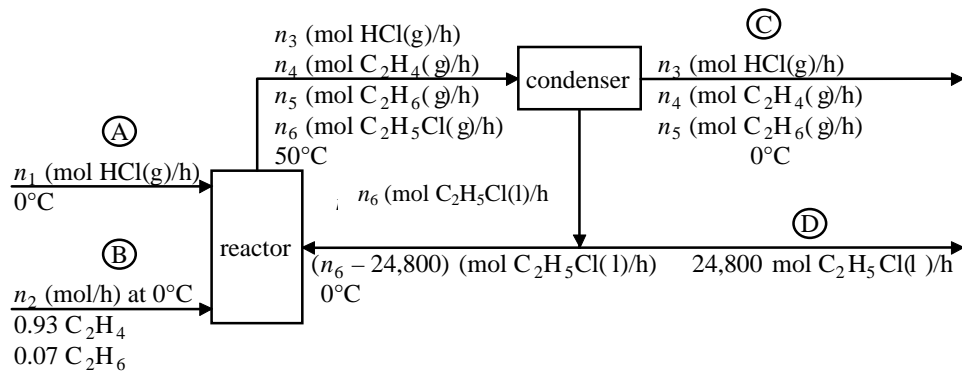 n₃ (mol HCl(g)/h)
n₄ (mol C₂H₄(g)/h)
n₅ (mol C₂H₆(g)/h)
n₆ (mol C₂H₅Cl(g)/h)
50°C
condenser
C
n₃ (mol HCl(g)/h)
n₄ (mol C₂H₄(g)/h)
n₅ (mol C₂H₆(g)/h)
0°C
A
n₁ (mol HCl(g)/h)
0°C
n₆ (mol C₂H₅Cl(l)/h
reactor
B
n₂ (mol/h) at 0°C
0.93 C₂H₄
0.07 C₂H₆
(n₆ – 24,800) (mol C₂H₅Cl(l)/h)
0°C
D
24,800 mol C₂H₅Cl(l)/h